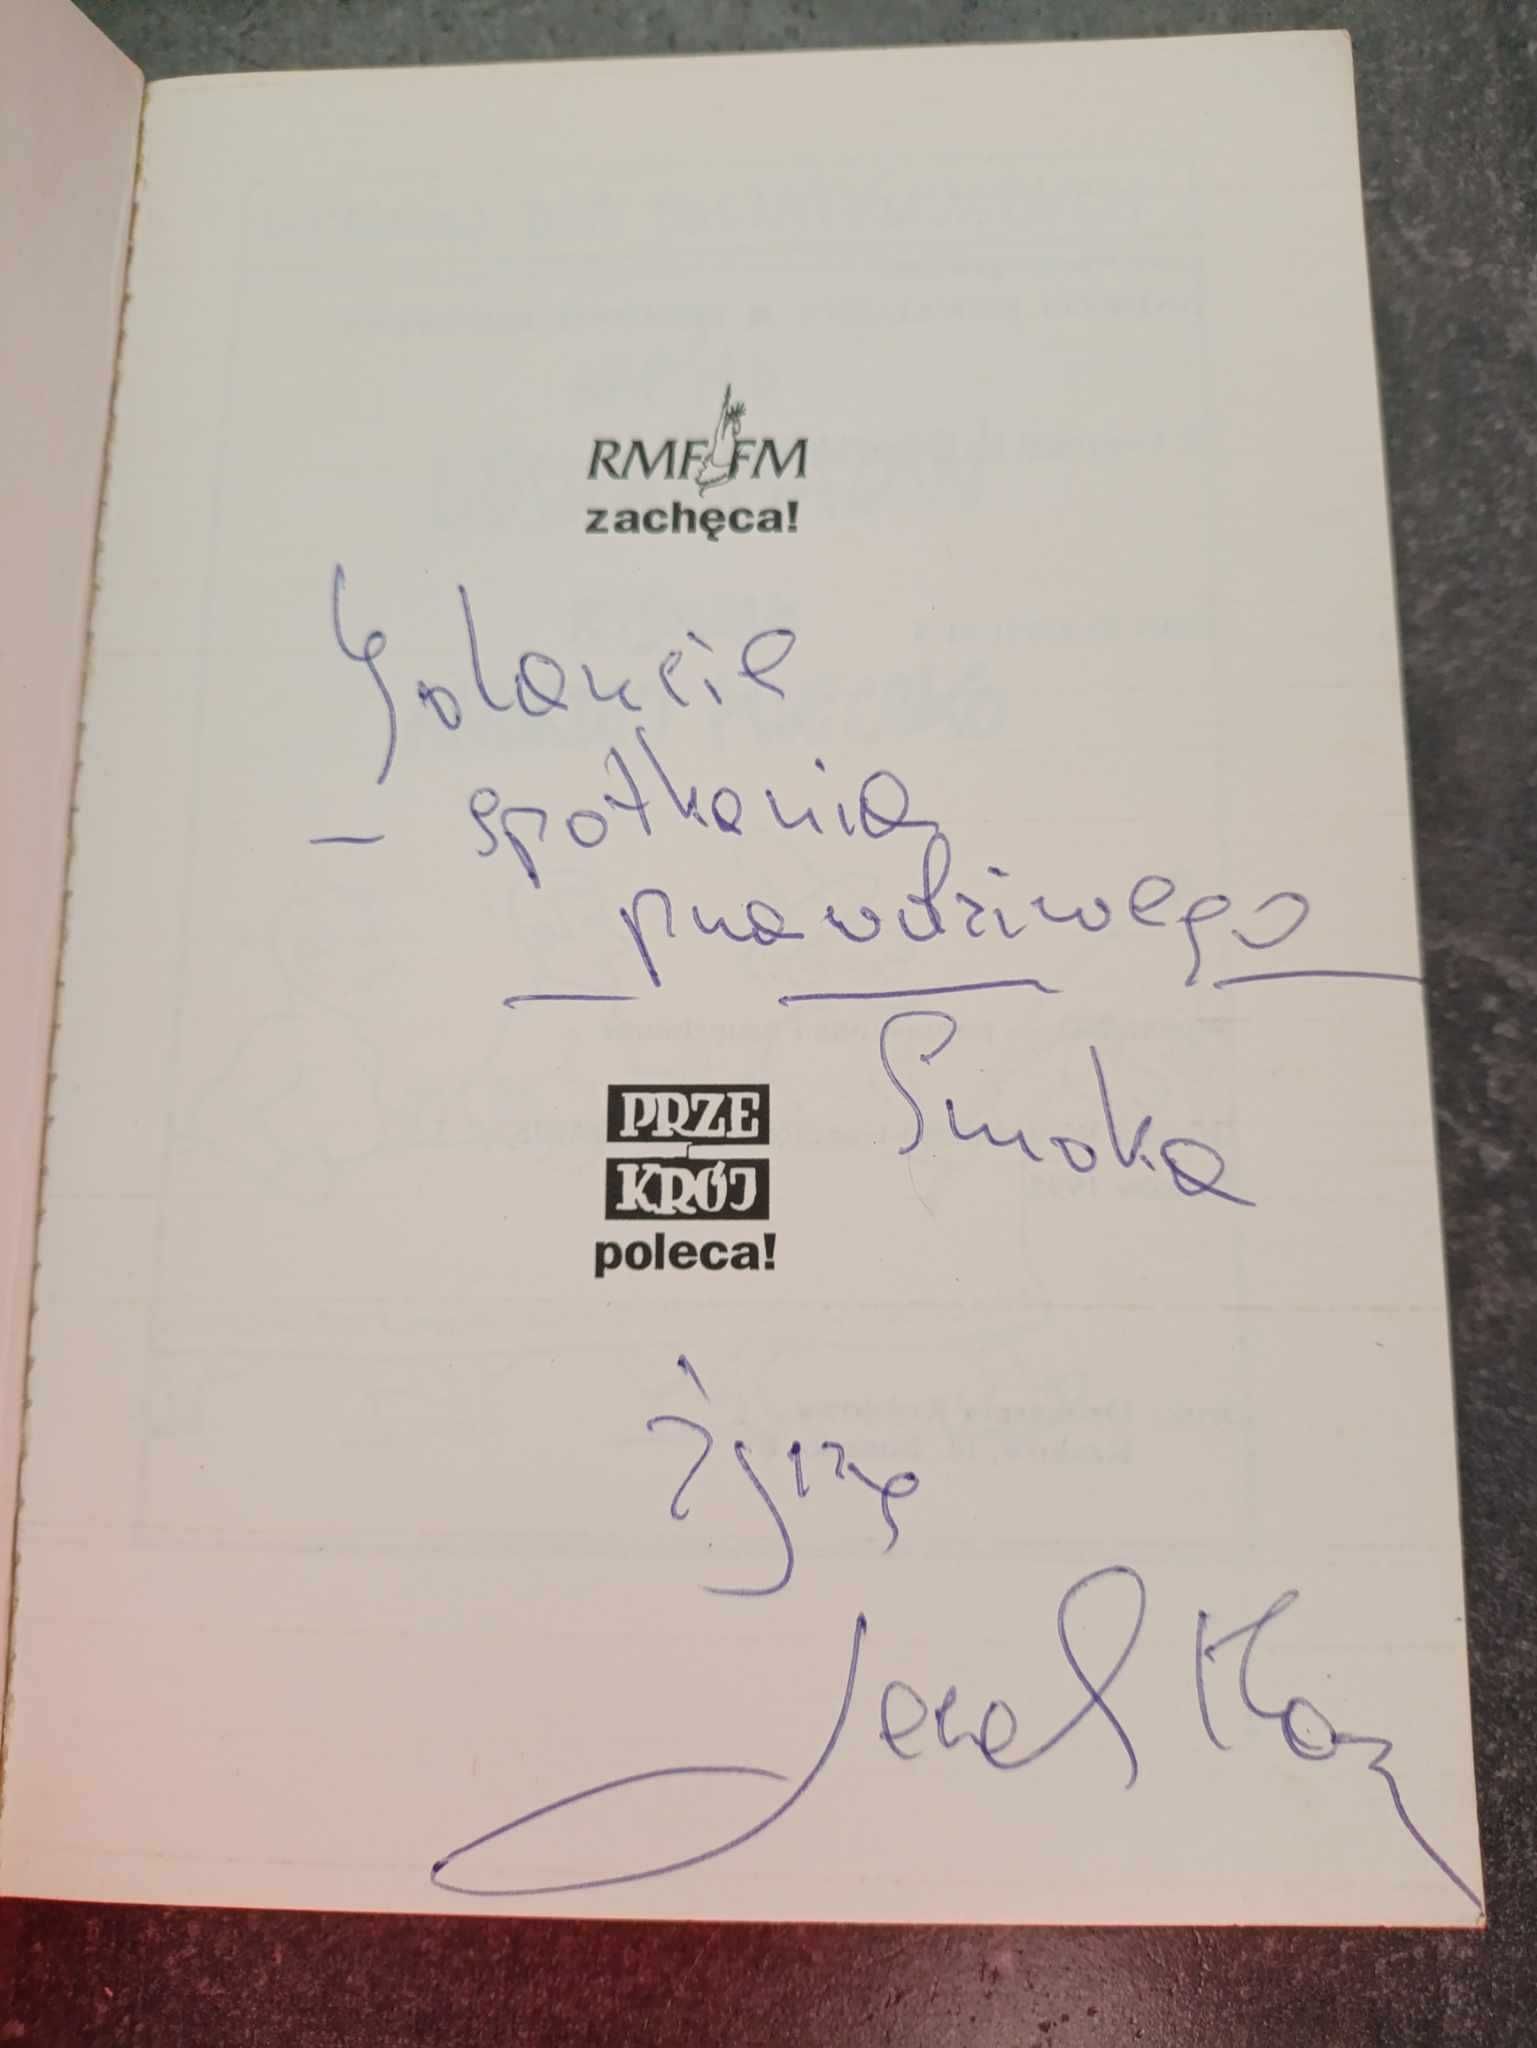 RMF FM
zachęca!
Jolancie
— spotkania
prawdziwego
Smoka
PRZE
KRÓJ
poleca!
Życzę